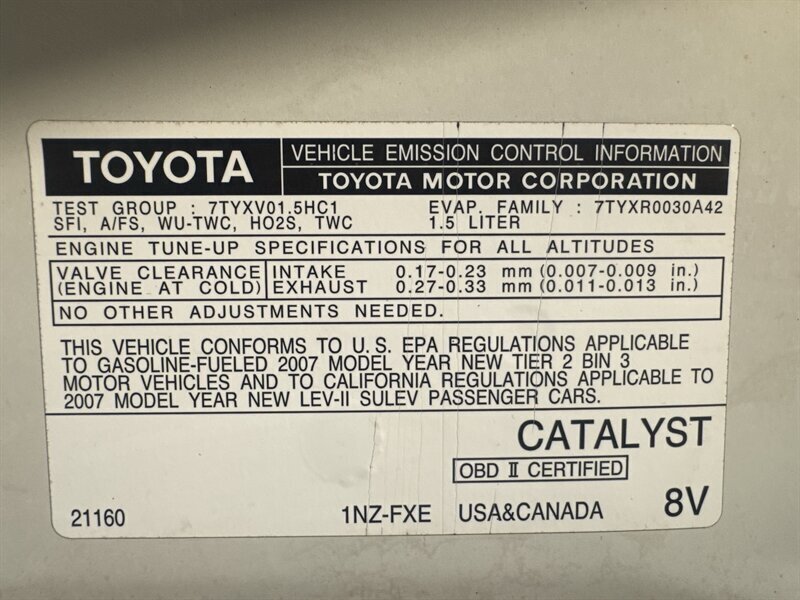 TOYOTA
VEHICLE EMISSION CONTROL INFORMATION
TOYOTA MOTOR CORPORATION
TEST GROUP : 7TYXV01.5HC1 EVAP. FAMILY : 7TYXR0030A42
SFI, A/FS, WU-TWC, HO2S, TWC 1.5 LITER
ENGINE TUNE-UP SPECIFICATIONS FOR ALL ALTITUDES
VALVE CLEARANCE INTAKE 0.17-0.23 mm (0.007-0.009 in.)
(ENGINE AT COLD) EXHAUST 0.27-0.33 mm (0.011-0.013 in.)
NO OTHER ADJUSTMENTS NEEDED.
THIS VEHICLE CONFORMS TO U.S. EPA REGULATIONS APPLICABLE
TO GASOLINE-FUELED 2007 MODEL YEAR NEW TIER 2 BIN 3
MOTOR VEHICLES AND TO CALIFORNIA REGULATIONS APPLICABLE TO
2007 MODEL YEAR NEW LEV-II SULEV PASSENGER CARS.
CATALYST
OBD II CERTIFIED
21160 1NZ-FXE USA&CANADA 8V